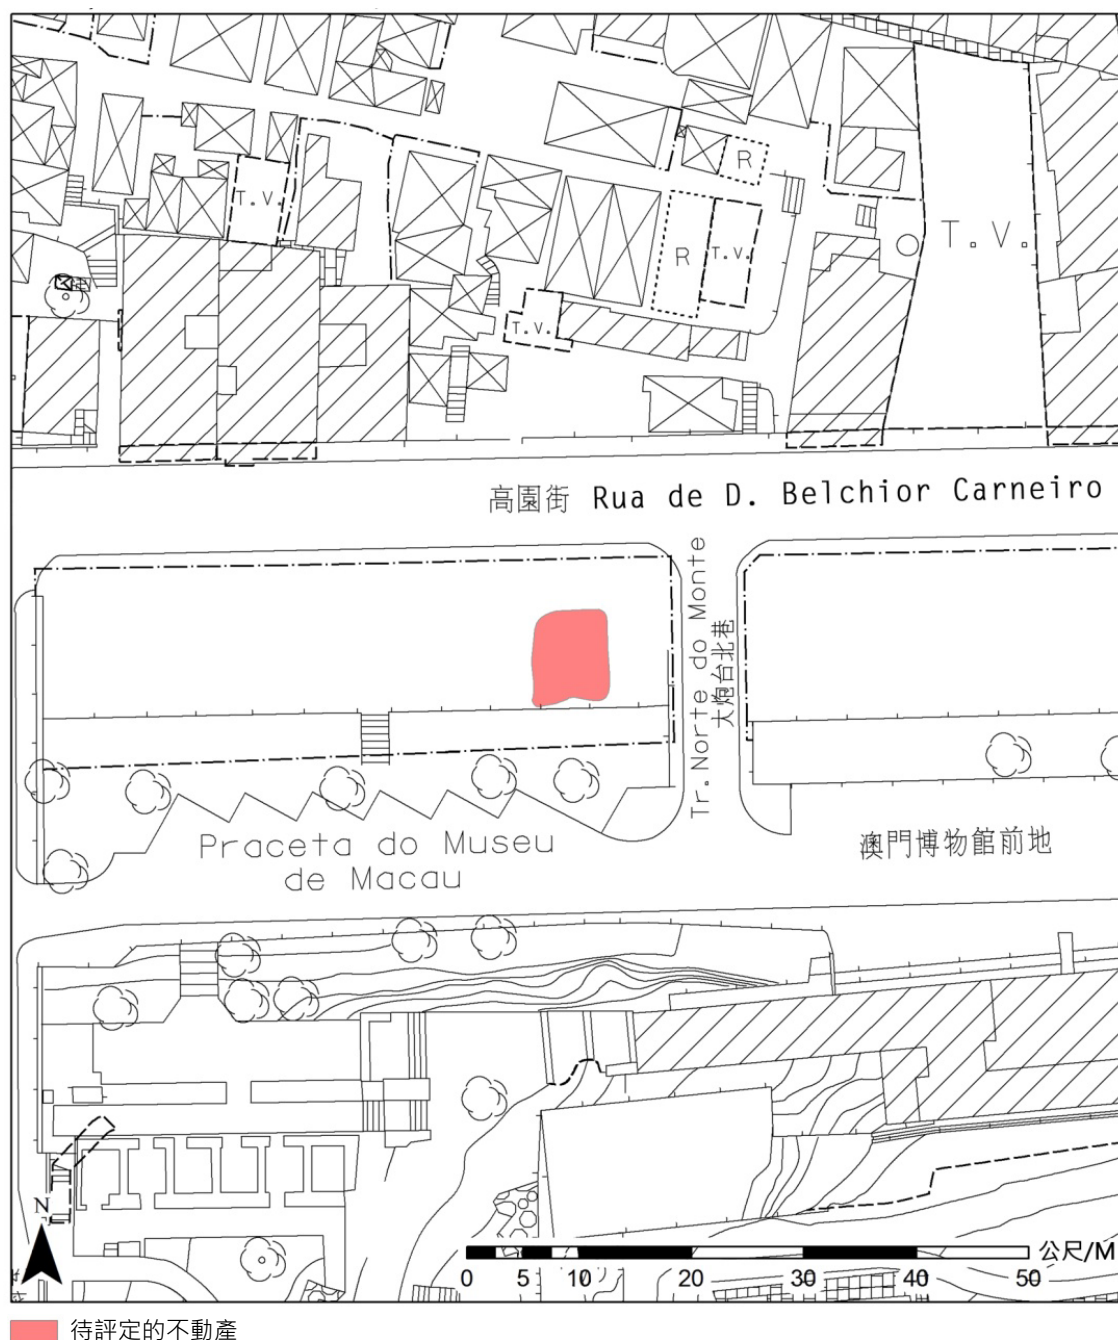 R
T.V.
T.V.
R
T.V.
T.V.
高園街 Rua de D. Belchior Carneiro
Tr. Norte do Monte
大炮台北巷
Praceta do Museu
de Macau
澳門博物館前地
N
公尺/M
0 5 10 20 30 40 50
待評定的不動產